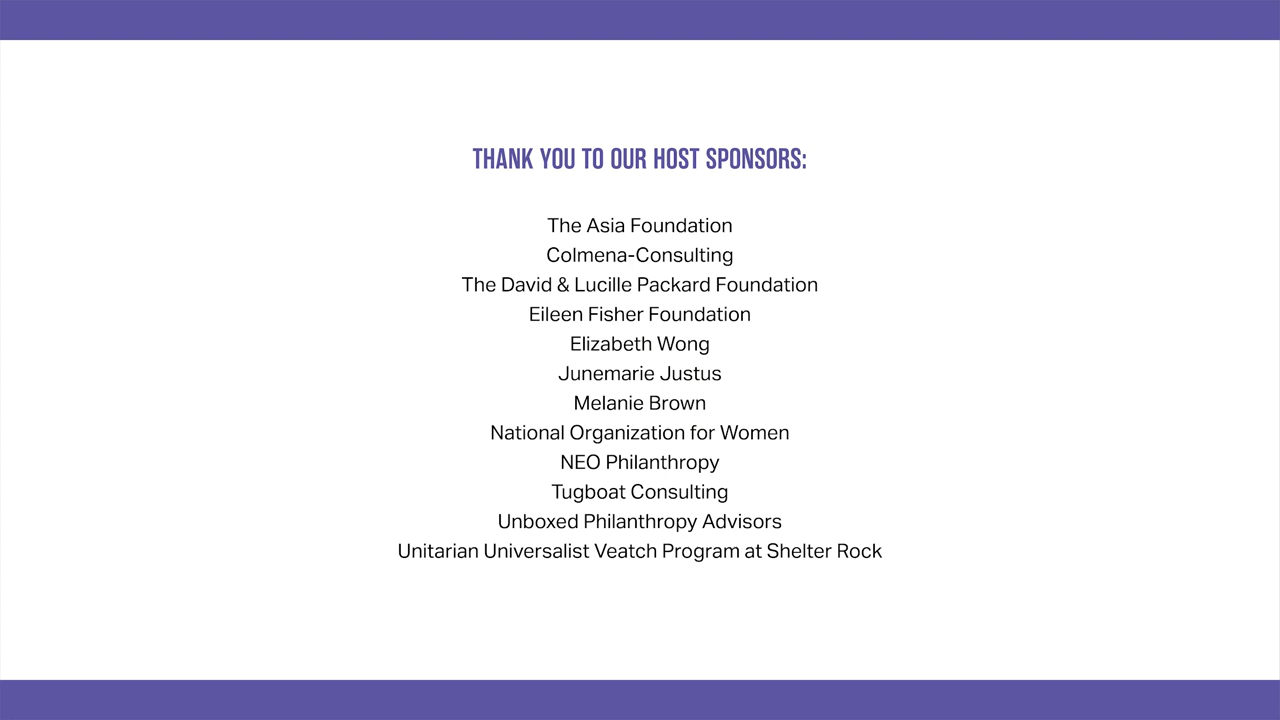 THANK YOU TO OUR HOST SPONSORS:
The Asia Foundation
Colmena-Consulting
The David & Lucille Packard Foundation
Eileen Fisher Foundation
Elizabeth Wong
Junemarie Justus
Melanie Brown
National Organization for Women
NEO Philanthropy
Tugboat Consulting
Unboxed Philanthropy Advisors
Unitarian Universalist Veatch Program at Shelter Rock